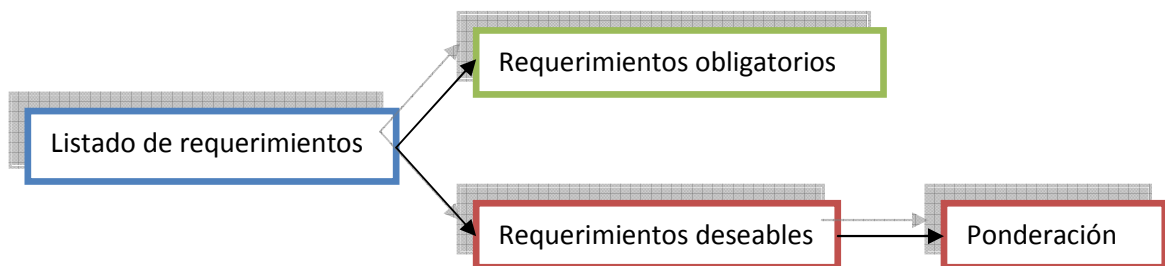 Requerimientos obligatorios
Listado de requerimientos
Requerimientos deseables
Ponderación